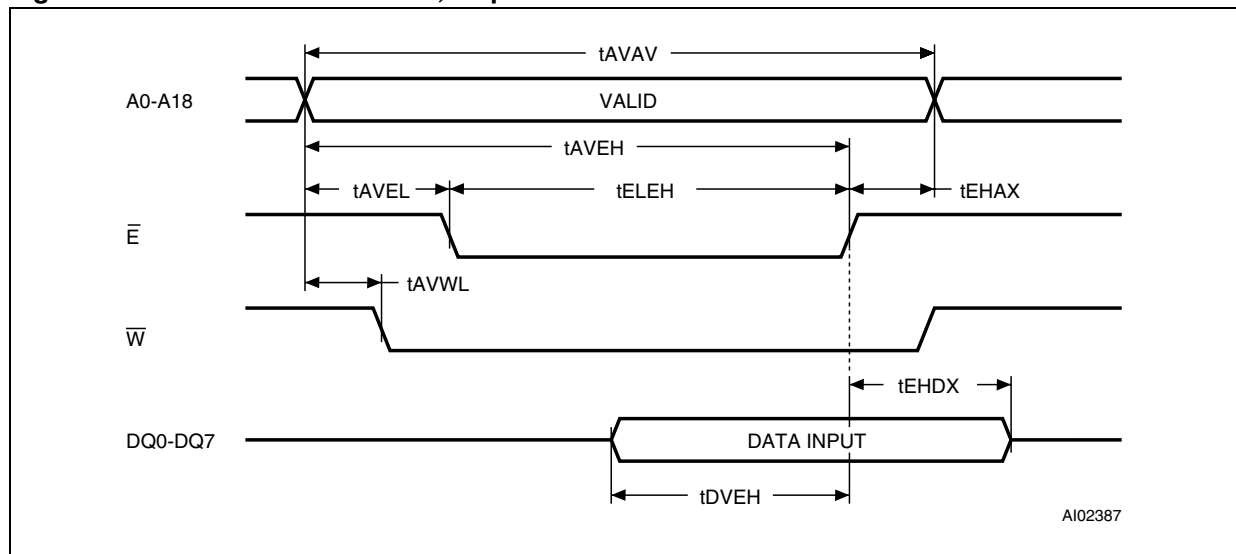 tAVAV
A0-A18
VALID
tAVEH
tAVEL
tELEH
tEHAX
E̅
tAVWL
W̅
tEHDX
DQ0-DQ7
DATA INPUT
tDVEH
AI02387